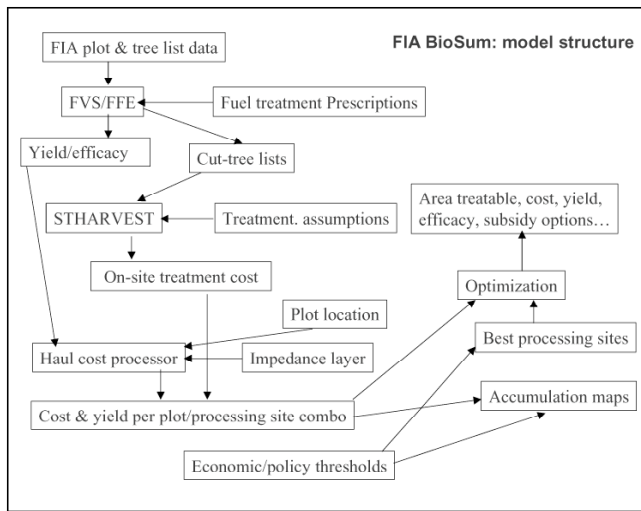 FIA BioSum: model structure
FIA plot & tree list data
FVS/FFE
Fuel treatment Prescriptions
Yield/efficacy
Cut-tree lists
STHARVEST
Treatment. assumptions
Area treatable, cost, yield,
efficacy, subsidy options…
On-site treatment cost
Optimization
Plot location
Best processing sites
Haul cost processor
Impedance layer
Cost & yield per plot/processing site combo
Accumulation maps
Economic/policy thresholds